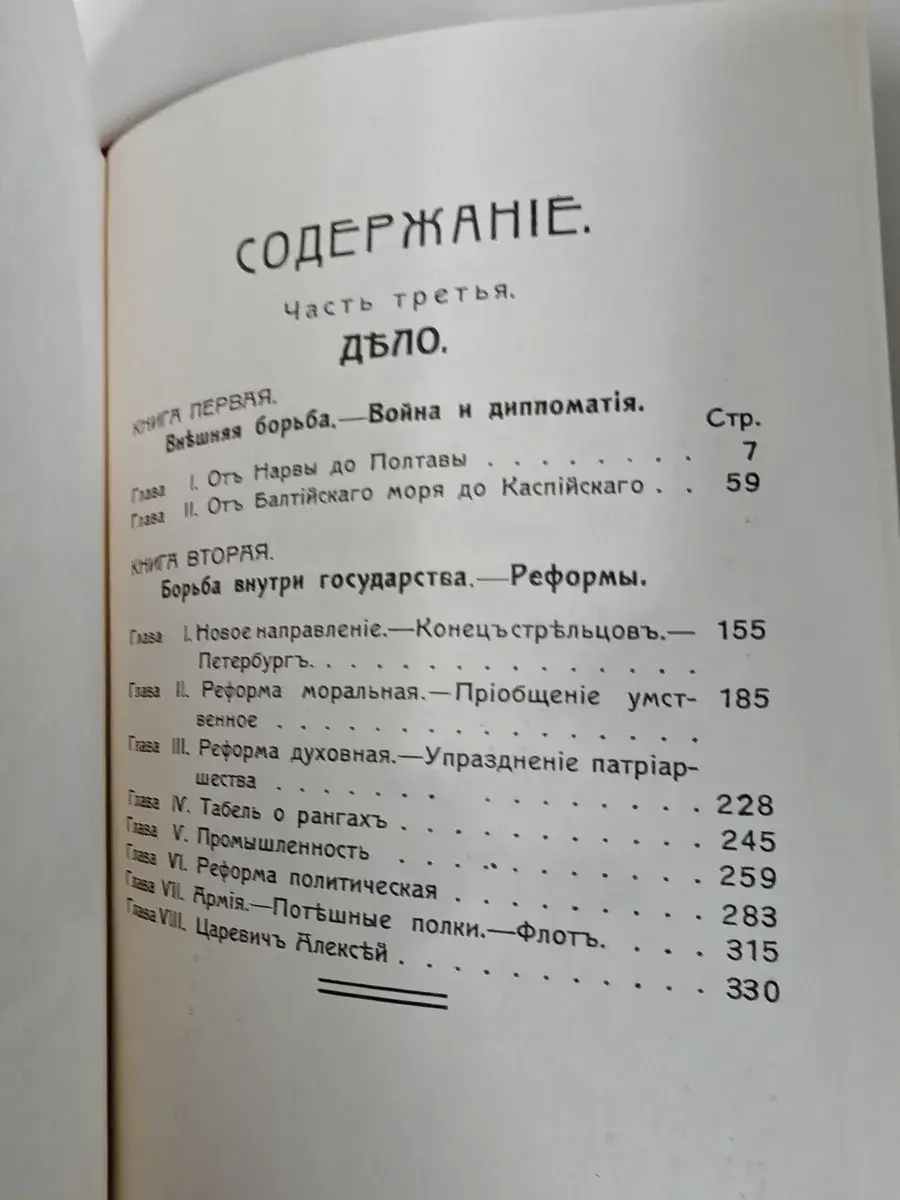 СОДЕРЖАНІЕ.
Часть третья.
ДѢЛО.
КНИГА ПЕРВАЯ.
Внѣшняя борьба.—Война и дипломатія.
Стр.
Глава I. Отъ Нарвы до Полтавы . . . . . . . . 7
Глава II. Отъ Балтійскаго моря до Каспійскаго . . 59
КНИГА ВТОРАЯ.
Борьба внутри государства.—Реформы.
Глава I. Новое направленіе.—Конецъ стрѣльцовъ.— 155
Петербургъ. . . . . . . . . . . . . .
Глава II. Реформа моральная.—Пріобщеніе умст- 185
венное . . . . . . . . . . . . . . .
Глава III. Реформа духовная.—Упраздненіе патріар-
шества . . . . . . . . . . . . . . . 228
Глава IV. Табель о рангахъ . . . . . . . . . . . 245
Глава V. Промышленность . . . . . . . . . . . 259
Глава VI. Реформа политическая . . . . . . . . . 283
Глава VII. Армія.—Потѣшные полки.—Флотъ. . . . 315
Глава VIII. Царевичъ Алексѣй . . . . . . . . . . . 330